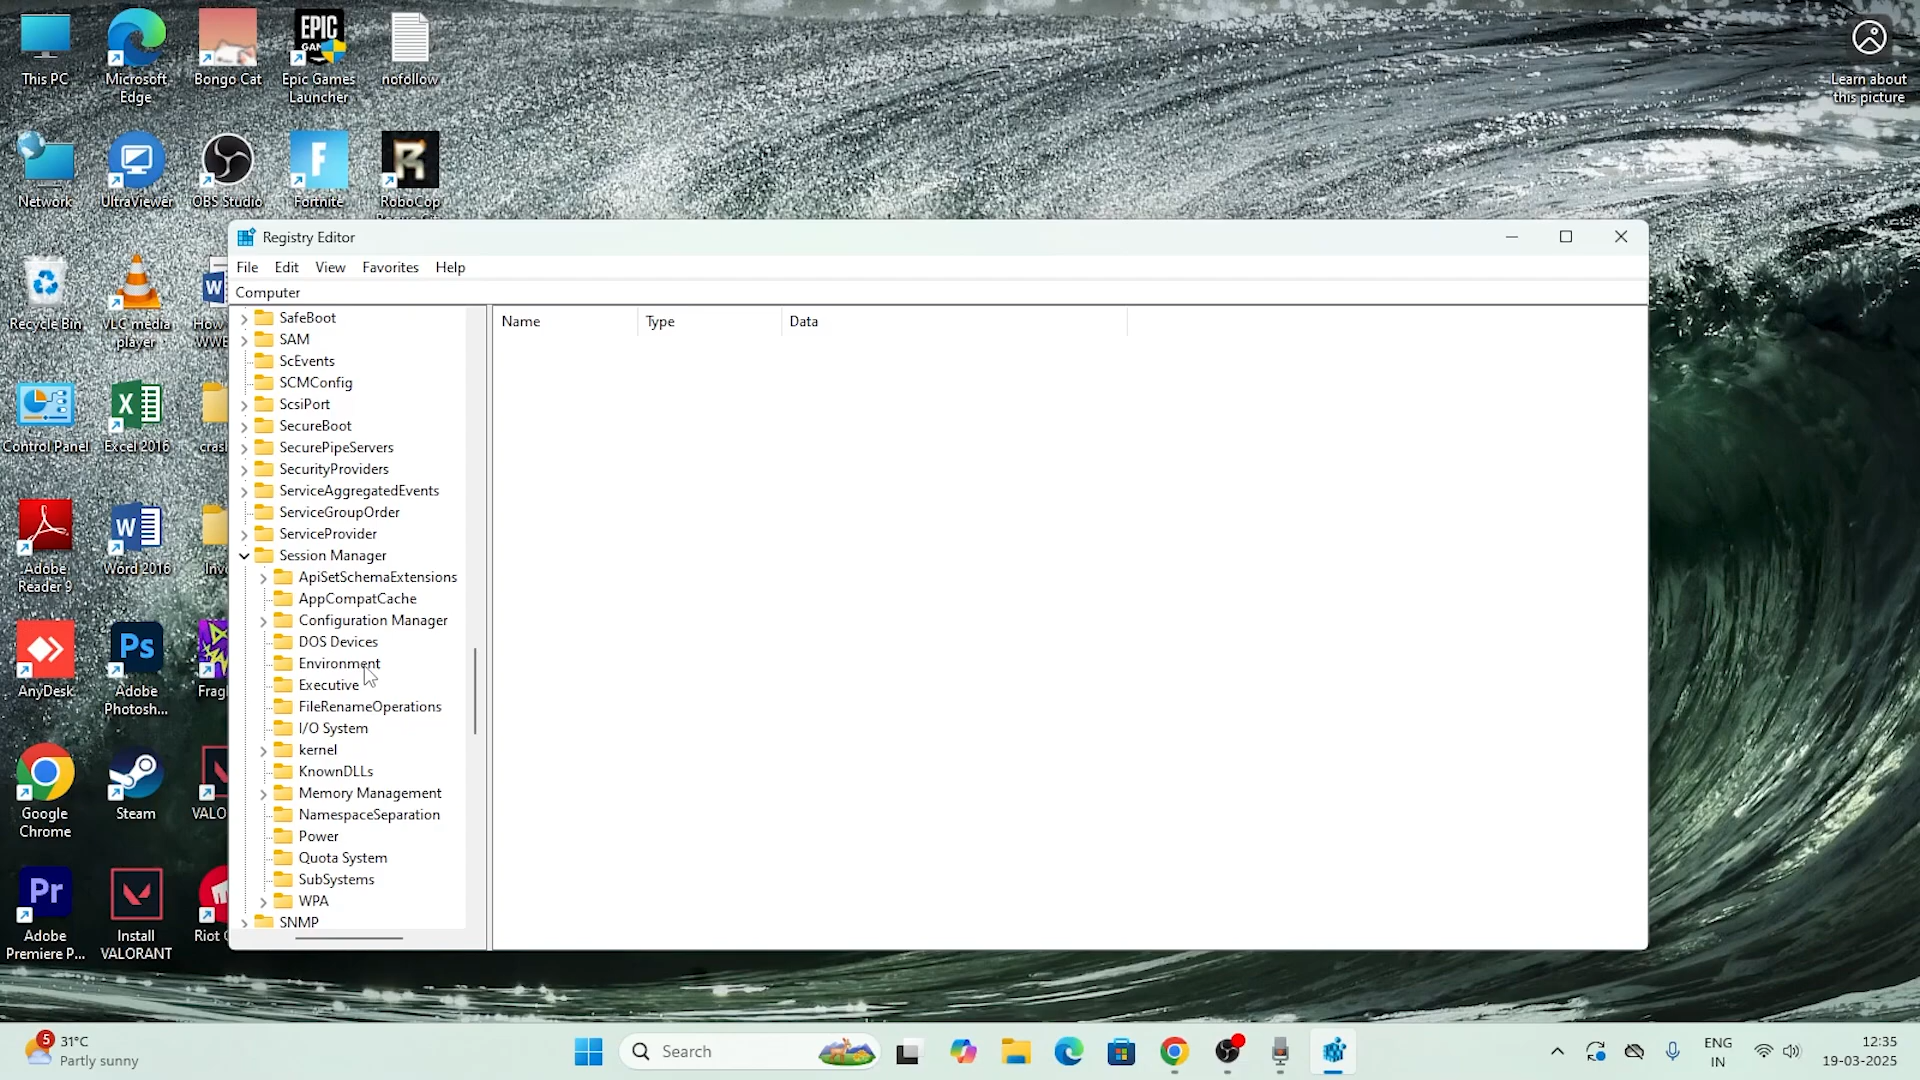 This PC
Microsoft
Edge
Bongo Cat
EPIC
Epic Games
Launcher
nofollow
Learn about
this picture
Network
UltraViewer
OBS Studio
Fortnite
RoboCop
Registry Editor
File
Edit
View
Favorites
Help
Computer
Recycle Bin
VLC media
player
How
Control Panel
Excel 2016
Adobe
Reader 9
Word 2016
AnyDesk
Adobe
Photosh...
Google
Chrome
Steam
VALO
Adobe
Premiere P...
Install
VALORANT
Riot
SafeBoot
SAM
ScEvents
SCMConfig
ScsiPort
SecureBoot
SecurePipeServers
SecurityProviders
ServiceAggregatedEvents
ServiceGroupOrder
ServiceProvider
Session Manager
ApiSetSchemaExtensions
AppCompatCache
Configuration Manager
DOS Devices
Environment
Executive
FileRenameOperations
I/O System
kernel
KnownDLLs
Memory Management
NamespaceSeparation
Power
Quota System
SubSystems
WPA
SNMP
Name
Type
Data
5
31°C
Partly sunny
Search
ENG
IN
12:35
19-03-2025